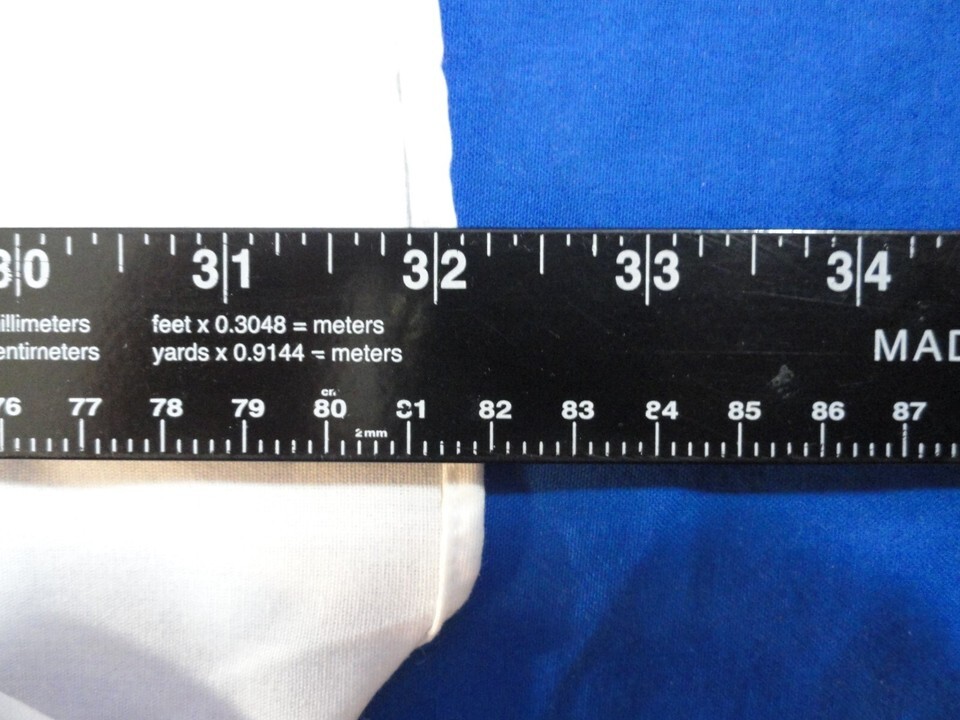 30 31 32 33 34
feet x 0.3048 = meters
entimeters yards x 0.9144 = meters
MAD
cm
76 77 78 79 80 81 82 83 84 85 86 87
2mm